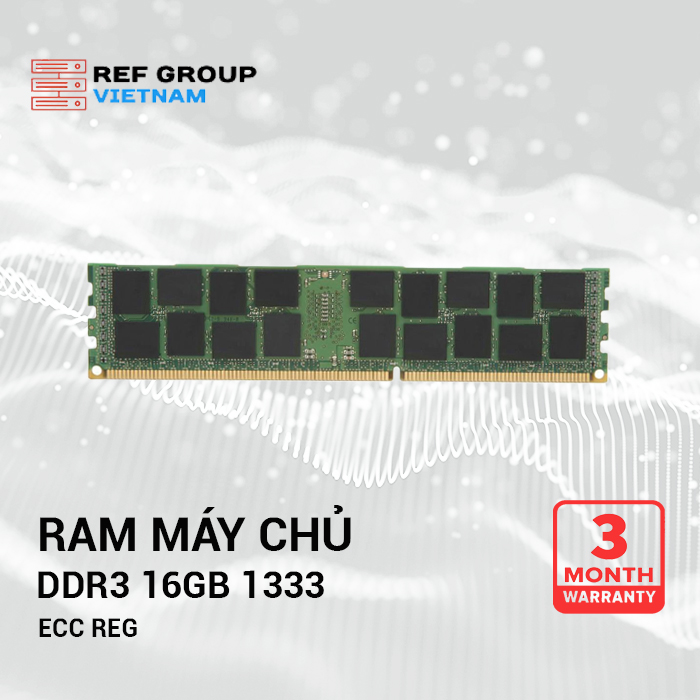 REF GROUP
VIETNAM
RAM MÁY CHỦ
DDR3 16GB 1333
ECC REG
3
MONTH
WARRANTY